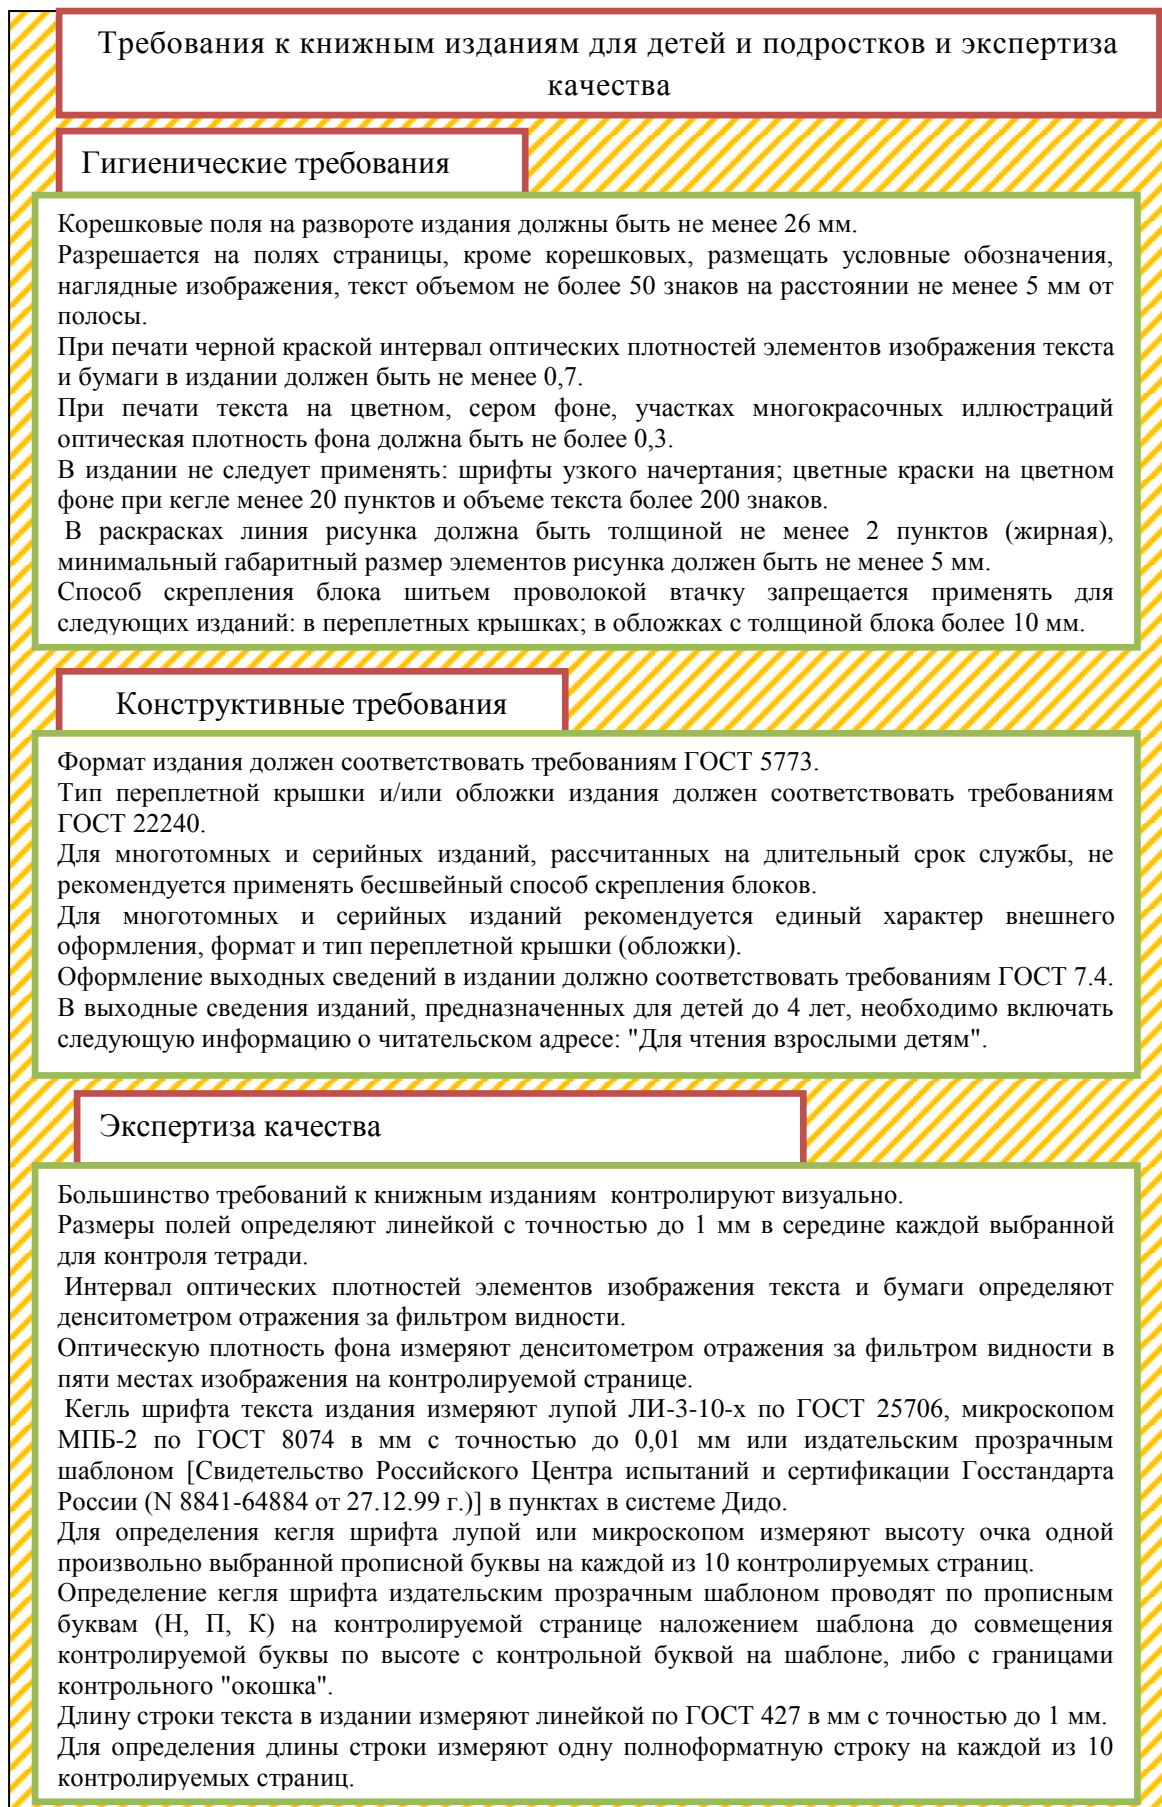 Требования к книжным изданиям для детей и подростков и экспертиза
качества
Гигиенические требования
Корешковые поля на развороте издания должны быть не менее 26 мм.
Разрешается на полях страницы, кроме корешковых, размещать условные обозначения,
наглядные изображения, текст объемом не более 50 знаков на расстоянии не менее 5 мм от
полосы.
При печати черной краской интервал оптических плотностей элементов изображения текста
и бумаги в издании должен быть не менее 0,7.
При печати текста на цветном, сером фоне, участках многокрасочных иллюстраций
оптическая плотность фона должна быть не более 0,3.
В издании не следует применять: шрифты узкого начертания; цветные краски на цветном
фоне при кегле менее 20 пунктов и объеме текста более 200 знаков.
В раскрасках линия рисунка должна быть толщиной не менее 2 пунктов (жирная),
минимальный габаритный размер элементов рисунка должен быть не менее 5 мм.
Способ скрепления блока шитьем проволокой втачку запрещается применять для
следующих изданий: в переплетных крышках; в обложках с толщиной блока более 10 мм.
Конструктивные требования
Формат издания должен соответствовать требованиям ГОСТ 5773.
Тип переплетной крышки и/или обложки издания должен соответствовать требованиям
ГОСТ 22240.
Для многотомных и серийных изданий, рассчитанных на длительный срок службы, не
рекомендуется применять бесшвейный способ скрепления блоков.
Для многотомных и серийных изданий рекомендуется единый характер внешнего
оформления, формат и тип переплетной крышки (обложки).
Оформление выходных сведений в издании должно соответствовать требованиям ГОСТ 7.4.
В выходные сведения изданий, предназначенных для детей до 4 лет, необходимо включать
следующую информацию о читательском адресе: "Для чтения взрослыми детям".
Экспертиза качества
Большинство требований к книжным изданиям контролируют визуально.
Размеры полей определяют линейкой с точностью до 1 мм в середине каждой выбранной
для контроля тетради.
Интервал оптических плотностей элементов изображения текста и бумаги определяют
денситометром отражения за фильтром видности.
Оптическую плотность фона измеряют денситометром отражения за фильтром видности в
пяти местах изображения на контролируемой странице.
Кегль шрифта текста издания измеряют лупой ЛИ-3-10-х по ГОСТ 25706, микроскопом
МПБ-2 по ГОСТ 8074 в мм с точностью до 0,01 мм или издательским прозрачным
шаблоном [Свидетельство Российского Центра испытаний и сертификации Госстандарта
России (N 8841-64884 от 27.12.99 г.)] в пунктах в системе Дидо.
Для определения кегля шрифта лупой или микроскопом измеряют высоту очка одной
произвольно выбранной прописной буквы на каждой из 10 контролируемых страниц.
Определение кегля шрифта издательским прозрачным шаблоном проводят по прописным
буквам (Н, П, К) на контролируемой странице наложением шаблона до совмещения
контролируемой буквы по высоте с контрольной буквой на шаблоне, либо с границами
контрольного "окошка".
Длину строки текста в издании измеряют линейкой по ГОСТ 427 в мм с точностью до 1 мм.
Для определения длины строки измеряют одну полноформатную строку на каждой из 10
контролируемых страниц.